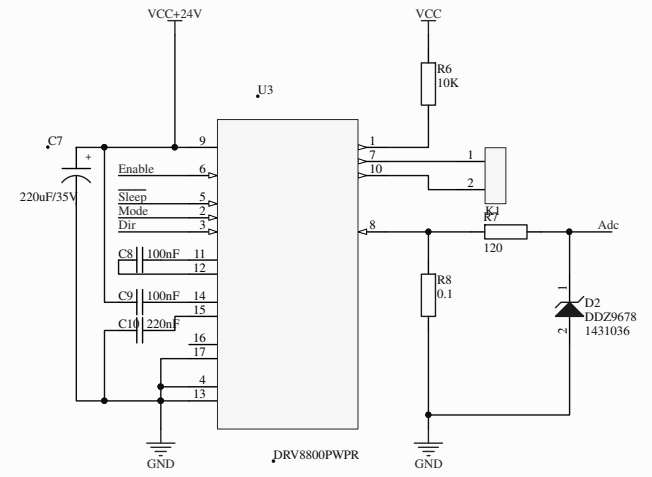 VCC+24V
VCC
R6
10K
U3
C7
+
220uF/35V
9
Enable 6
Sleep 5
Mode 2
Dir 3
C8 100nF 11
12
C9 100nF 14
15
C10 220nF
16
17
4
13
1
7 1
10 2
K1
R7
8
120
Adc
R8
0.1
1
D2
DDZ9678
1431036
2
GND
GND
DRV8800PWPR